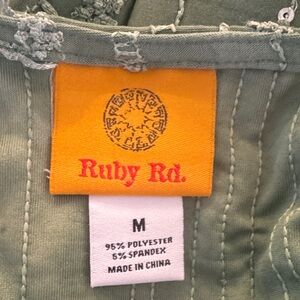 Ruby Rd.
M
95% POLYESTER
5% SPANDEX
MADE IN CHINA